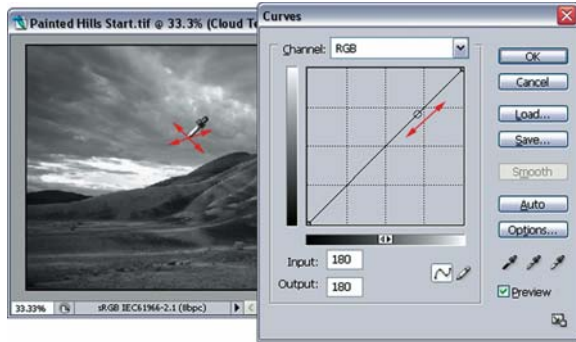 Painted Hills Start.tif @ 33.3% (Cloud Te
33.33%
sRGB IEC61966-2.1 (8bpc)
Curves
Channel: RGB
Input: 180
Output: 180
OK
Cancel
Load...
Save...
Smooth
Auto
Options...
Preview